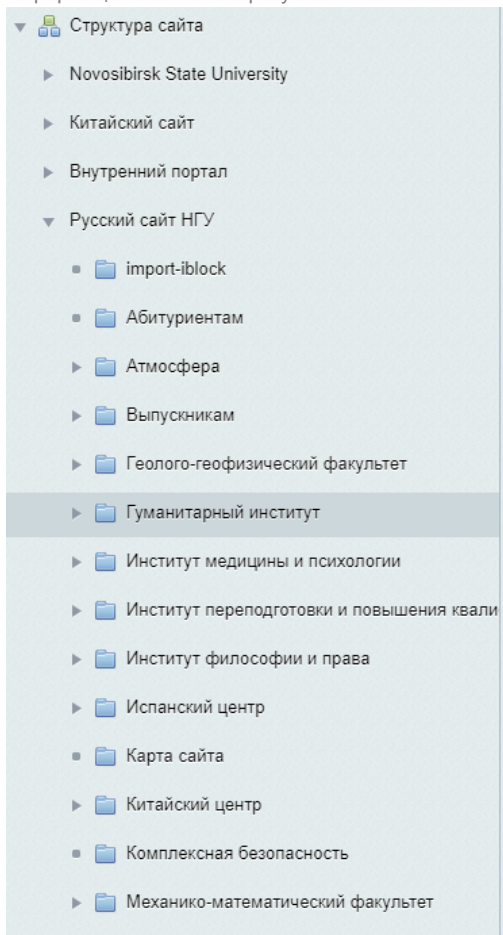 Структура сайта
Novosibirsk State University
Китайский сайт
Внутренний портал
Русский сайт НГУ
import-iblock
Абитуриентам
Атмосфера
Выпускникам
Геолого-геофизический факультет
Гуманитарный институт
Институт медицины и психологии
Институт переподготовки и повышения квали
Институт философии и права
Испанский центр
Карта сайта
Китайский центр
Комплексная безопасность
Механико-математический факультет